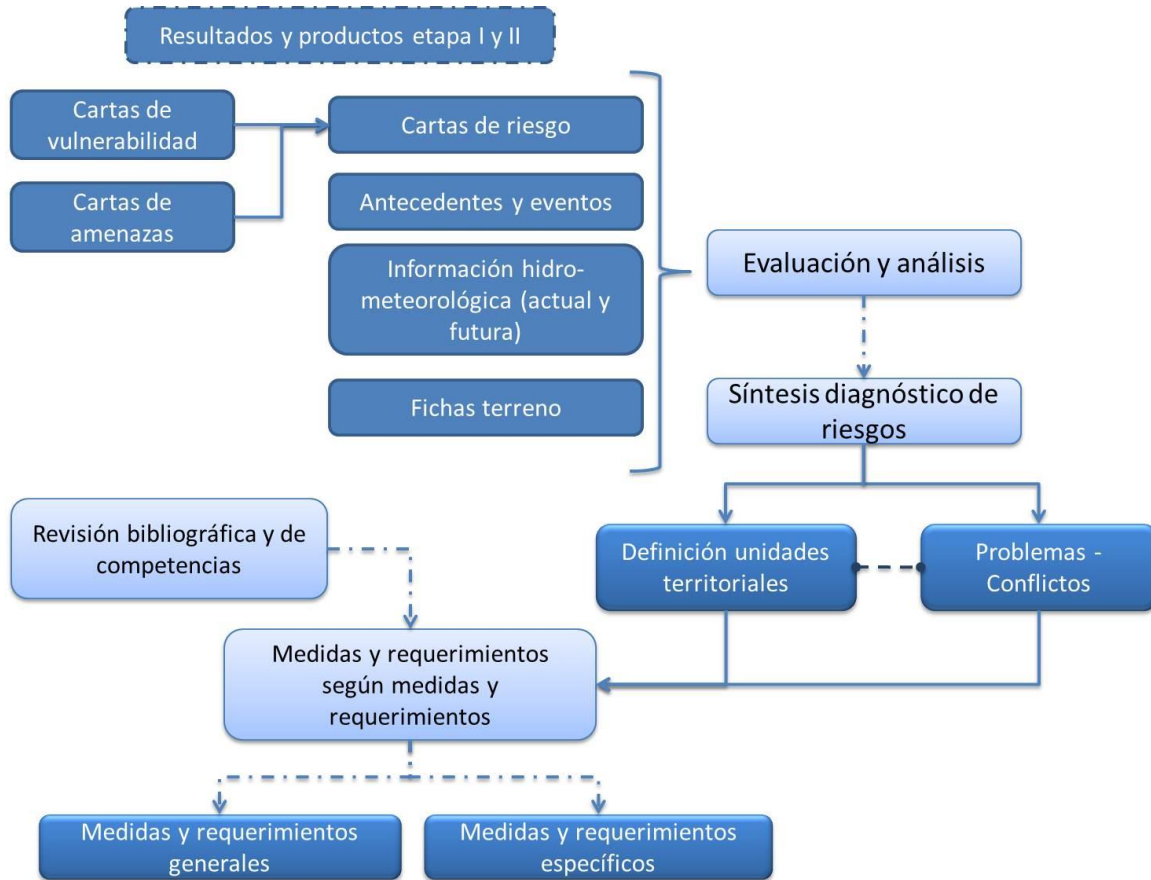 Resultados y productos etapa I y II
Cartas de
vulnerabilidad
Cartas de riesgo
Cartas de
amenazas
Antecedentes y eventos
Información hidro-
meteorológica (actual y
futura)
Fichas terreno
Evaluación y análisis
Síntesis diagnóstico de
riesgos
Revisión bibliográfica y de
competencias
Definición unidades
territoriales
Problemas -
Conflictos
Medidas y requerimientos
según medidas y
requerimientos
Medidas y requerimientos
generales
Medidas y requerimientos
específicos